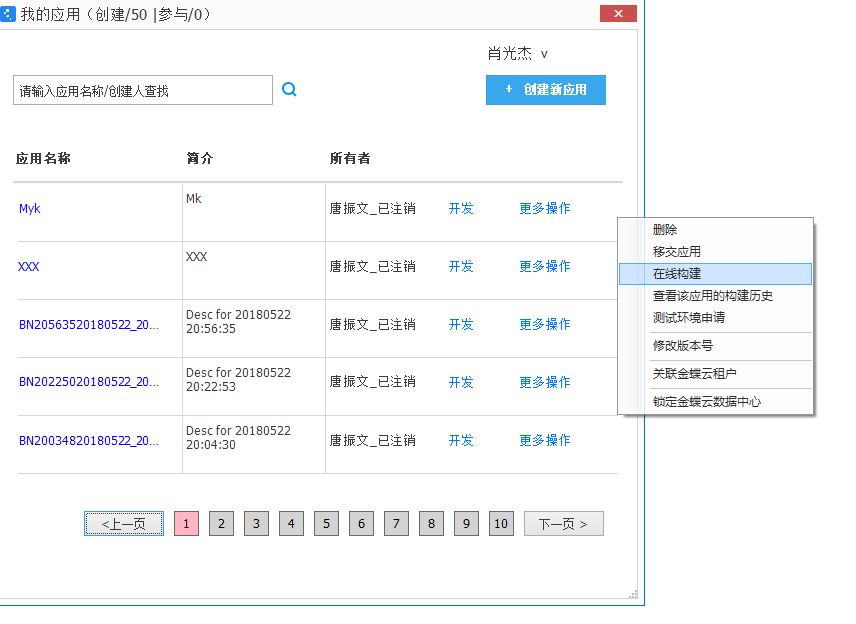 我的应用（创建/50 |参与/0）
肖光杰 v
请输入应用名称/创建人查找
+ 创建新应用
应用名称 简介 所有者
Myk Mk 唐振文_已注销 开发 更多操作
XXX XXX 唐振文_已注销 开发 更多操作
BN20563520180522_20... Desc for 20180522 20:56:35 唐振文_已注销 开发 更多操作
BN20225020180522_20... Desc for 20180522 20:22:53 唐振文_已注销 开发 更多操作
BN20034820180522_20... Desc for 20180522 20:04:30 唐振文_已注销 开发 更多操作
<上一页 1 2 3 4 5 6 7 8 9 10 下一页 >
删除
移交应用
在线构建
查看该应用的构建历史
测试环境申请
修改版本号
关联金蝶云租户
锁定金蝶云数据中心